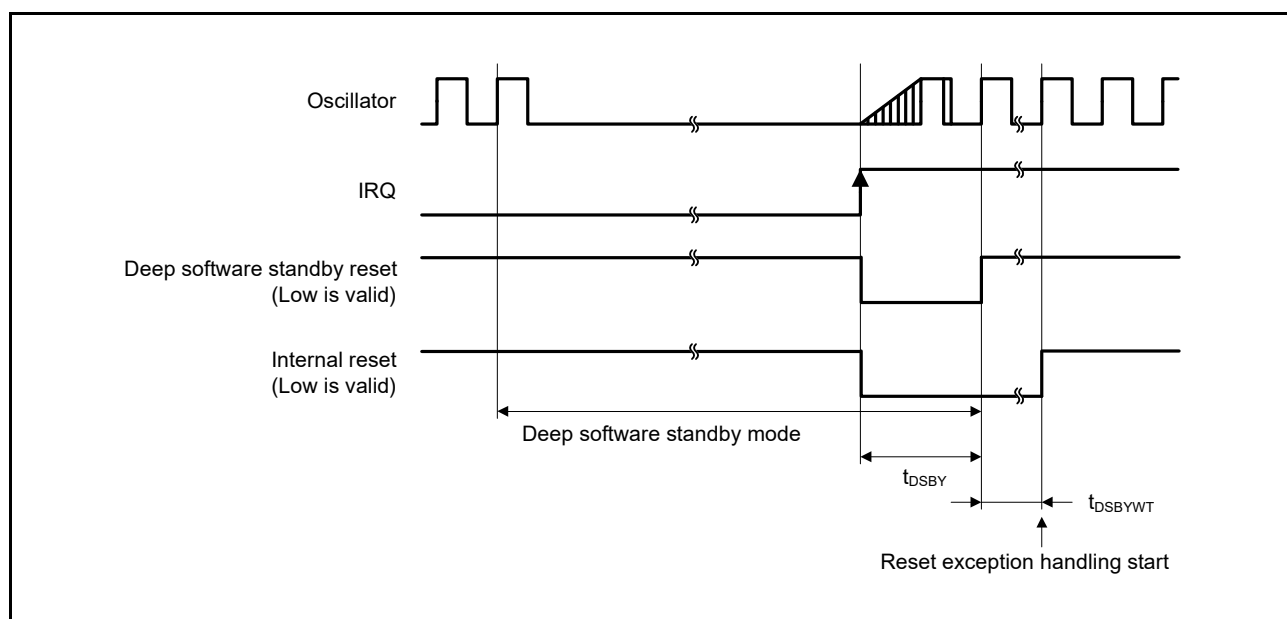 Oscillator
IRQ
Deep software standby reset
(Low is valid)
Internal reset
(Low is valid)
Deep software standby mode
tDSBY
tDSBYWT
Reset exception handling start